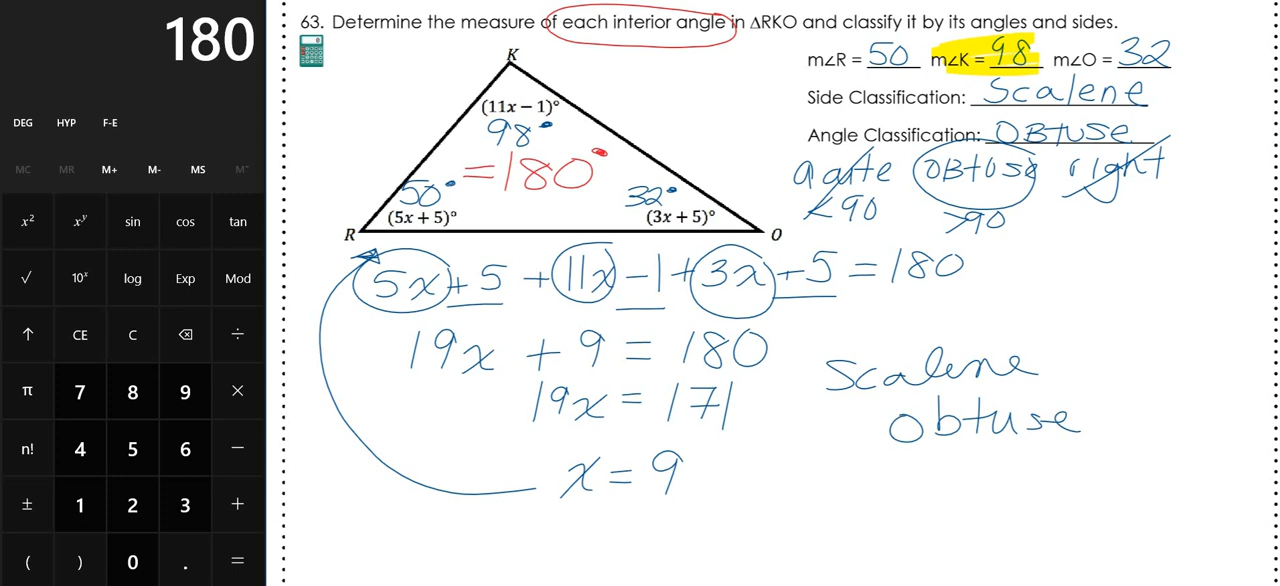 180
DEG HYP F-E
MC MR M+ M- MS M˅
x² xʸ sin cos tan
√ 10ˣ log Exp Mod
↑ CE C ⌫ ÷
π 7 8 9 ×
n! 4 5 6 −
± 1 2 3 +
( ) 0 . =
63. Determine the measure of each interior angle in ΔRKO and classify it by its angles and sides.
m∠R = 50 m∠K = 98 m∠O = 32
Side Classification: Scalene
Angle Classification: OBTUSE
acute OBTUSE right
<90 >90
K
(11x − 1)°
98°
=180°
50° 32°
(5x + 5)° (3x + 5)°
R O
5x + 5 + 11x − 1 + 3x + 5 = 180
19x + 9 = 180
19x = 171
x = 9
Scalene
obtuse